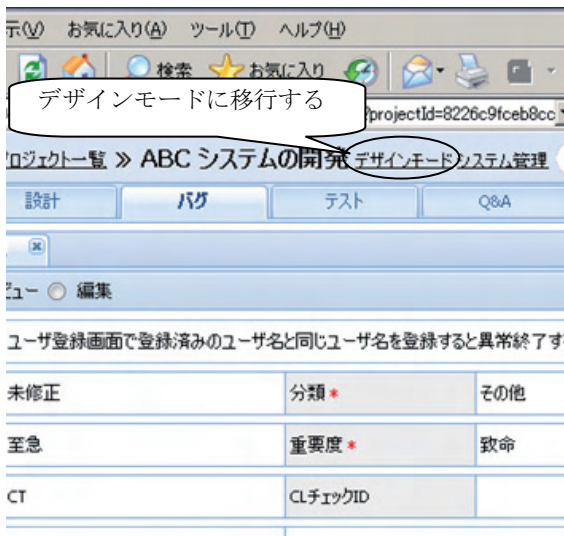 示(V) お気に入り(A) ツール(T) ヘルプ(H)
検索 お気に入り
デザインモードに移行する
?projectId=8226c9fceb8cc
プロジェクト一覧 » ABC システムの開発 デザインモード システム管理
設計 バグ テスト Q&A
ビュー 編集
ユーザ登録画面で登録済みのユーザ名と同じユーザ名を登録すると異常終了す
未修正 分類 * その他
至急 重要度 * 致命
CT CLチェックID